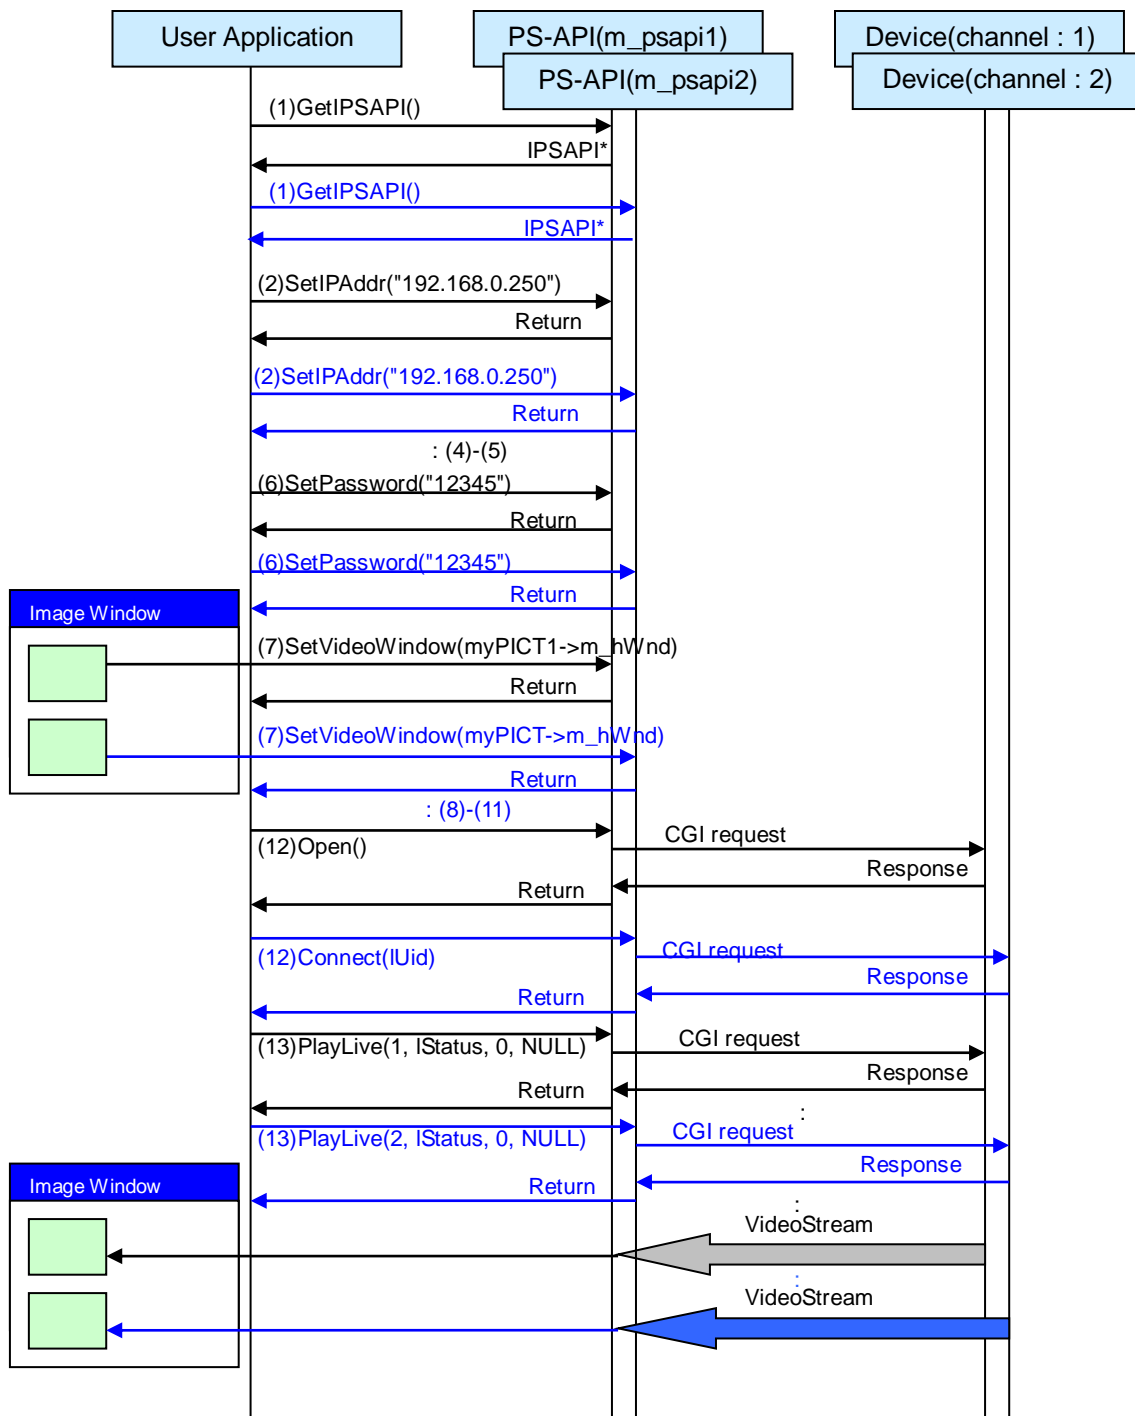 User Application
PS-API(m_psapi1)
Device(channel : 1)
PS-API(m_psapi2)
Device(channel : 2)
(1)GetIPSAPI()
IPSAPI*
(1)GetIPSAPI()
IPSAPI*
(2)SetIPAddr("192.168.0.250")
Return
(2)SetIPAddr("192.168.0.250")
Return
: (4)-(5)
(6)SetPassword("12345")
Return
(6)SetPassword("12345")
Return
Image Window
(7)SetVideoWindow(myPICT1->m_hWnd)
Return
(7)SetVideoWindow(myPICT->m_hWnd)
Return
: (8)-(11)
(12)Open()
CGI request
Response
Return
(12)Connect(lUid)
CGI request
Response
Return
(13)PlayLive(1, lStatus, 0, NULL)
CGI request
Response
Return
:
(13)PlayLive(2, lStatus, 0, NULL)
CGI request
Response
Return
Image Window
:
VideoStream
:
VideoStream